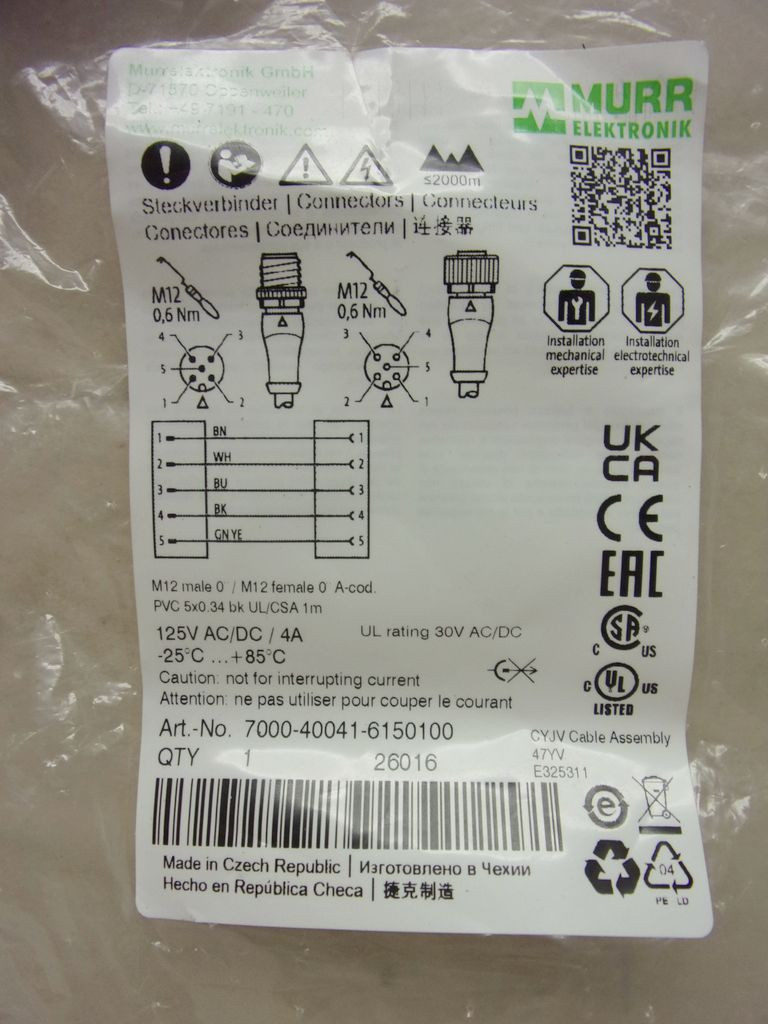 Murrelektronik GmbH
D-71570 Oppenweiler
Tel.: +49 7191 - 470
www.murrelektronik.com
MURR
ELEKTRONIK
≤2000m
Steckverbinder | Connectors | Connecteurs
Conectores | Соединители | 连接器
M12
0,6 Nm
M12
0,6 Nm
4 3
5
1 2
3 4
5
2 1
Installation
mechanical
expertise
Installation
electrotechnical
expertise
1 BN 1
2 WH 2
3 BU 3
4 BK 4
5 GNYE 5
UK
CA
CE
EAC
M12 male 0° / M12 female 0° A-cod.
PVC 5x0.34 bk UL/CSA 1m
125V AC/DC / 4A
UL rating 30V AC/DC
-25°C ...+85°C
C SA ® US
Caution: not for interrupting current
Attention: ne pas utiliser pour couper le courant
C UL US
LISTED
Art.-No. 7000-40041-6150100
QTY 1 26016
CYJV Cable Assembly
47YV
E325311
e
Made in Czech Republic | Изготовлено в Чехии
Hecho en República Checa | 捷克制造
04
PE LD